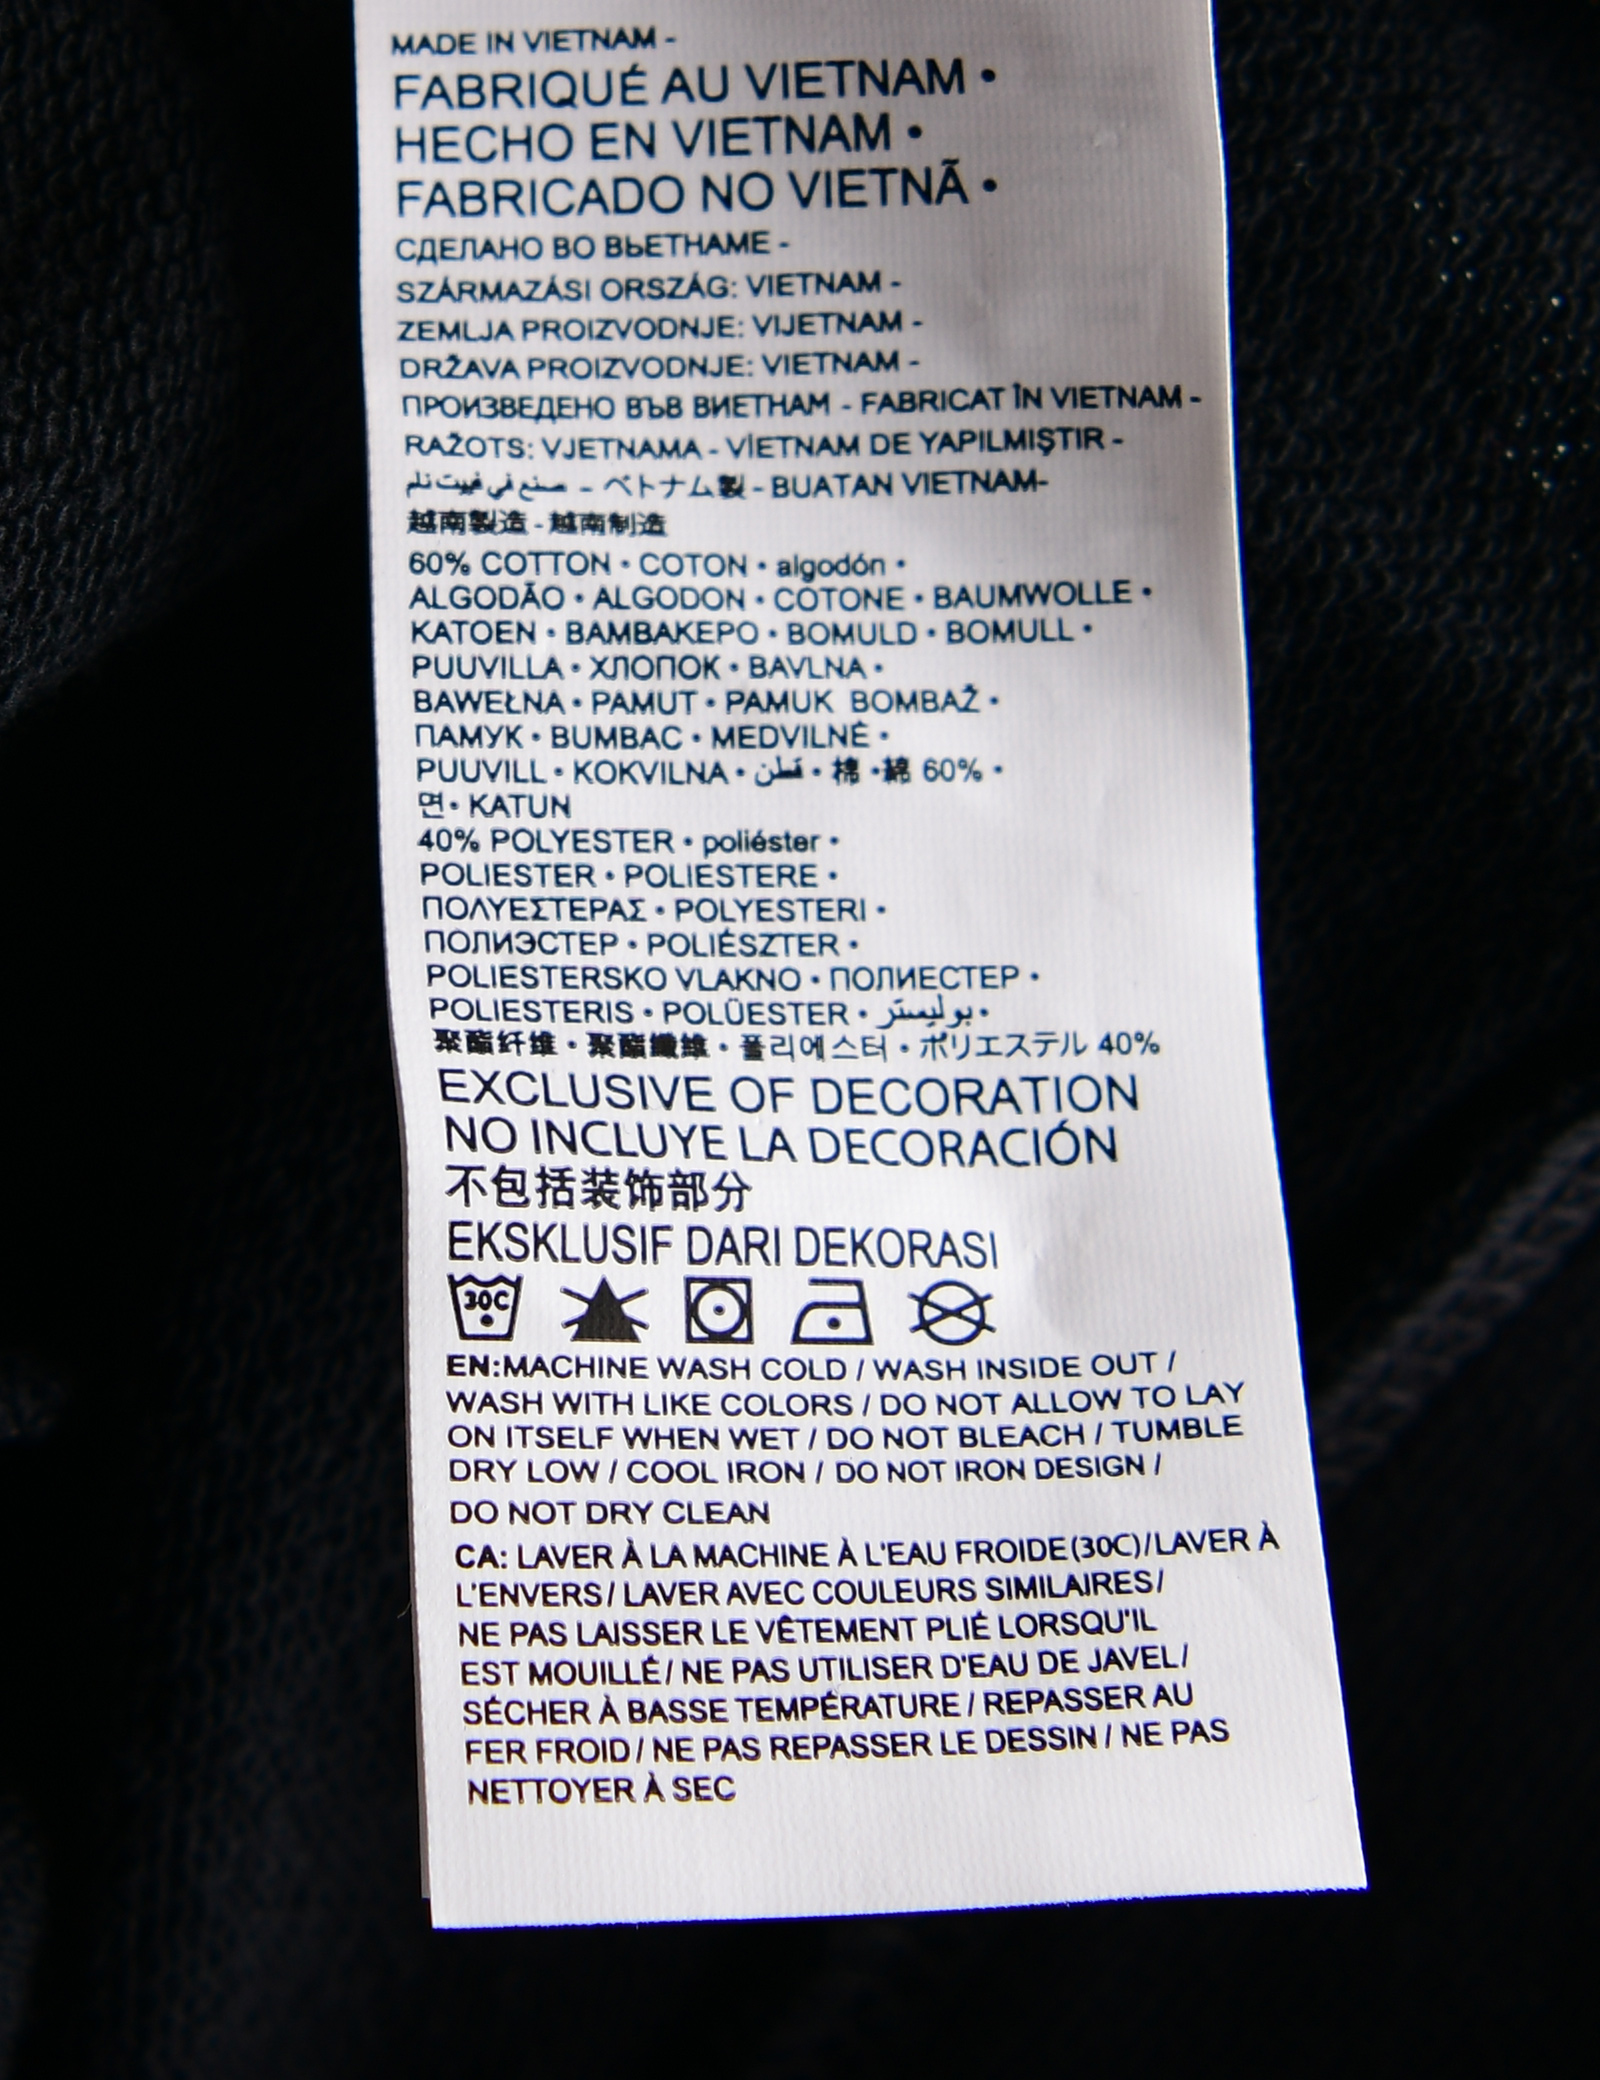 MADE IN VIETNAM -
FABRIQUÉ AU VIETNAM •
HECHO EN VIETNAM •
FABRICADO NO VIETNÃ •
СДЕЛАНО ВО ВЬЕТНАМЕ -
SZÁRMAZÁSI ORSZÁG: VIETNAM -
ZEMLJA PROIZVODNJE: VIJETNAM -
DRŽAVA PROIZVODNJE: VIETNAM -
ПРОИЗВЕДЕНО ВЪВ ВИЕТНАМ - FABRICAT ÎN VIETNAM -
RAŽOTS: VJETNAMA - VİETNAM DE YAPILMIŞTIR -
صنع في فييت نام - ベトナム製 - BUATAN VIETNAM-
越南製造 - 越南制造
60% COTTON • COTON • algodón •
ALGODÃO • ALGODON • COTONE • BAUMWOLLE •
KATOEN • BAMBAKEPO • BOMULD • BOMULL •
PUUVILLA • ХЛОПОК • BAVLNA •
BAWEŁNA • PAMUT • PAMUK BOMBAŽ •
ПАМУК • BUMBAC • MEDVILNÉ •
PUUVILL • KOKVILNA • قطن • 棉 • 綿 60% •
면 • KATUN
40% POLYESTER • poliéster •
POLIESTER • POLIESTERE •
ΠΟΛΥΕΣΤΕΡΑΣ • POLYESTERI •
ПОЛИЭСТЕР • POLIÉSZTER •
POLIESTERSKO VLAKNO • ПОЛИЕСТЕР •
POLIESTERIS • POLÜESTER • بوليستر •
聚酯纤维 • 聚酯纖維 • 폴리에스터 • ポリエステル 40%
EXCLUSIVE OF DECORATION
NO INCLUYE LA DECORACIÓN
不包括装饰部分
EKSKLUSIF DARI DEKORASI
30C
EN:MACHINE WASH COLD / WASH INSIDE OUT /
WASH WITH LIKE COLORS / DO NOT ALLOW TO LAY
ON ITSELF WHEN WET / DO NOT BLEACH / TUMBLE
DRY LOW / COOL IRON / DO NOT IRON DESIGN /
DO NOT DRY CLEAN
CA: LAVER À LA MACHINE À L'EAU FROIDE(30C)/LAVER À
L'ENVERS/ LAVER AVEC COULEURS SIMILAIRES/
NE PAS LAISSER LE VÊTEMENT PLIÉ LORSQU'IL
EST MOUILLÉ/ NE PAS UTILISER D'EAU DE JAVEL/
SÉCHER À BASSE TEMPÉRATURE / REPASSER AU
FER FROID/ NE PAS REPASSER LE DESSIN / NE PAS
NETTOYER À SEC